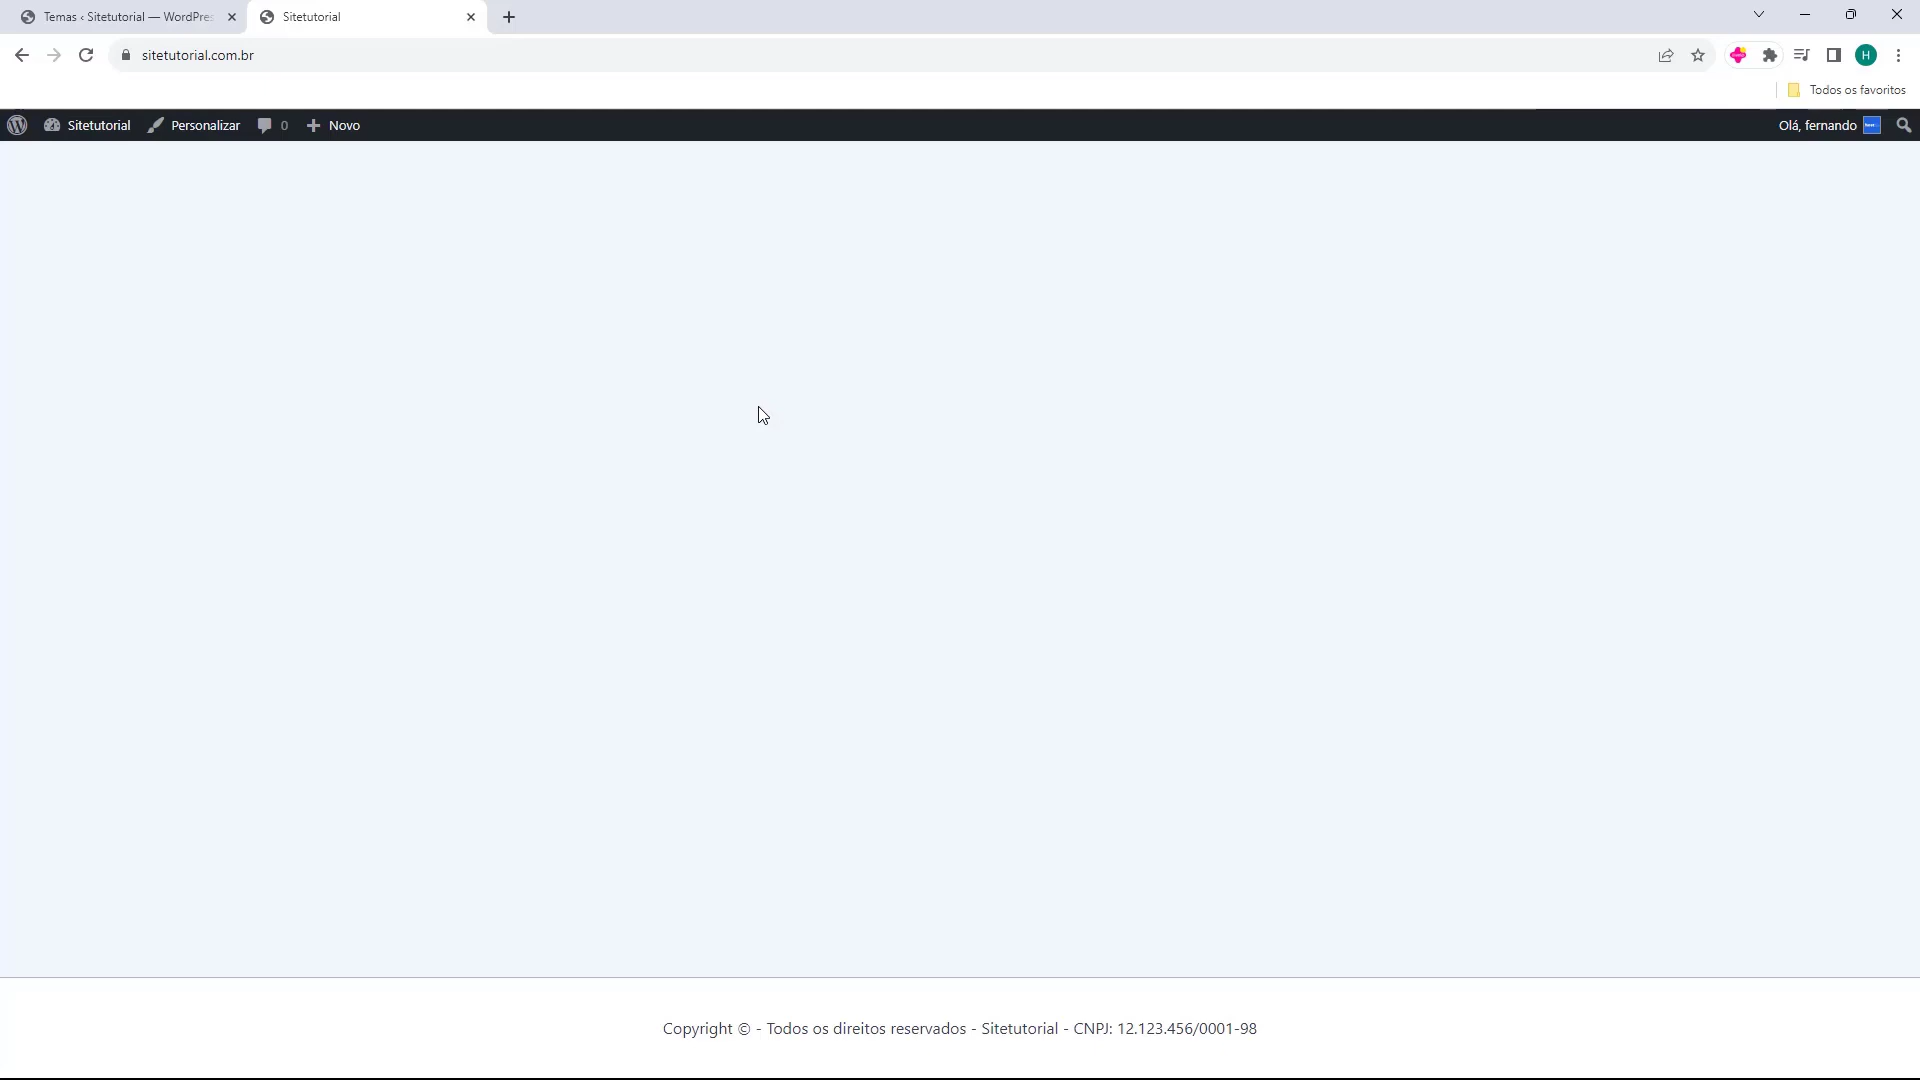 Temas ‹ Sitetutorial — WordPres
Sitetutorial
sitetutorial.com.br
H
Todos os favoritos
Sitetutorial
Personalizar
0
Novo
Olá, fernando
Copyright © - Todos os direitos reservados - Sitetutorial - CNPJ: 12.123.456/0001-98